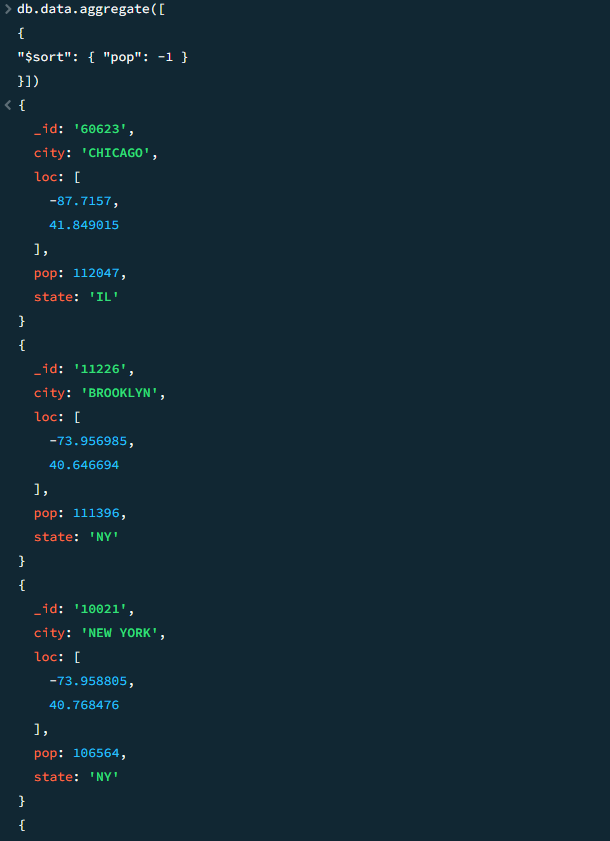 > db.data.aggregate([
{
"$sort": { "pop": -1 }
}])
< {
_id: '60623',
city: 'CHICAGO',
loc: [
-87.7157,
41.849015
],
pop: 112047,
state: 'IL'
}
{
_id: '11226',
city: 'BROOKLYN',
loc: [
-73.956985,
40.646694
],
pop: 111396,
state: 'NY'
}
{
_id: '10021',
city: 'NEW YORK',
loc: [
-73.958805,
40.768476
],
pop: 106564,
state: 'NY'
}
{